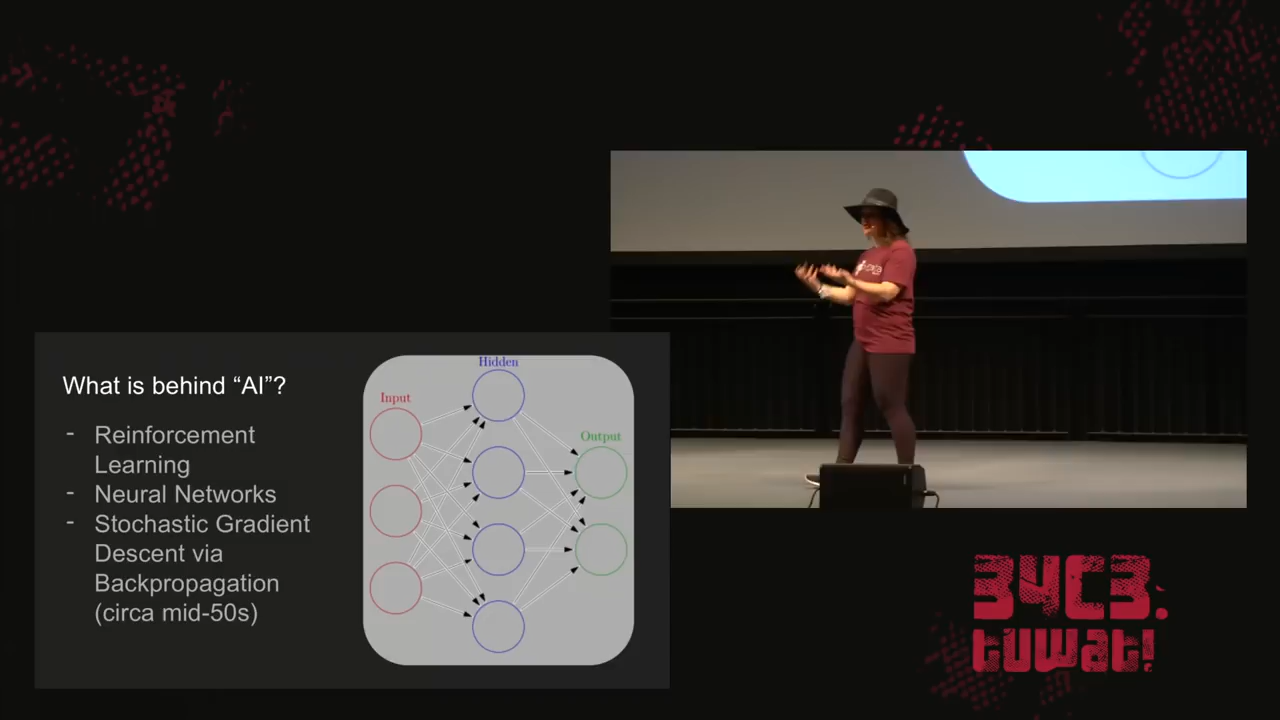 What is behind “AI”?
- Reinforcement
Learning
- Neural Networks
- Stochastic Gradient
Descent via
Backpropagation
(circa mid-50s)
Hidden
Input
Output
34C3.
tuwat!